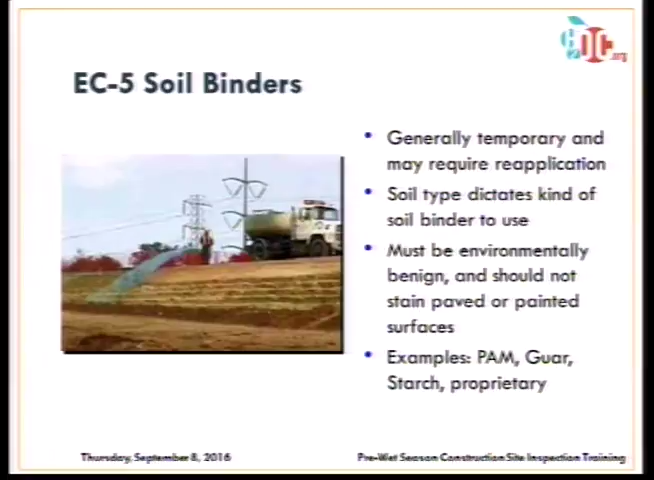 EC-5 Soil Binders
• Generally temporary and
may require reapplication
• Soil type dictates kind of
soil binder to use
• Must be environmentally
benign, and should not
stain paved or painted
surfaces
• Examples: PAM, Guar,
Starch, proprietary
Thursday, September 8, 2016
Pre-Wet Season Construction Site Inspection Training